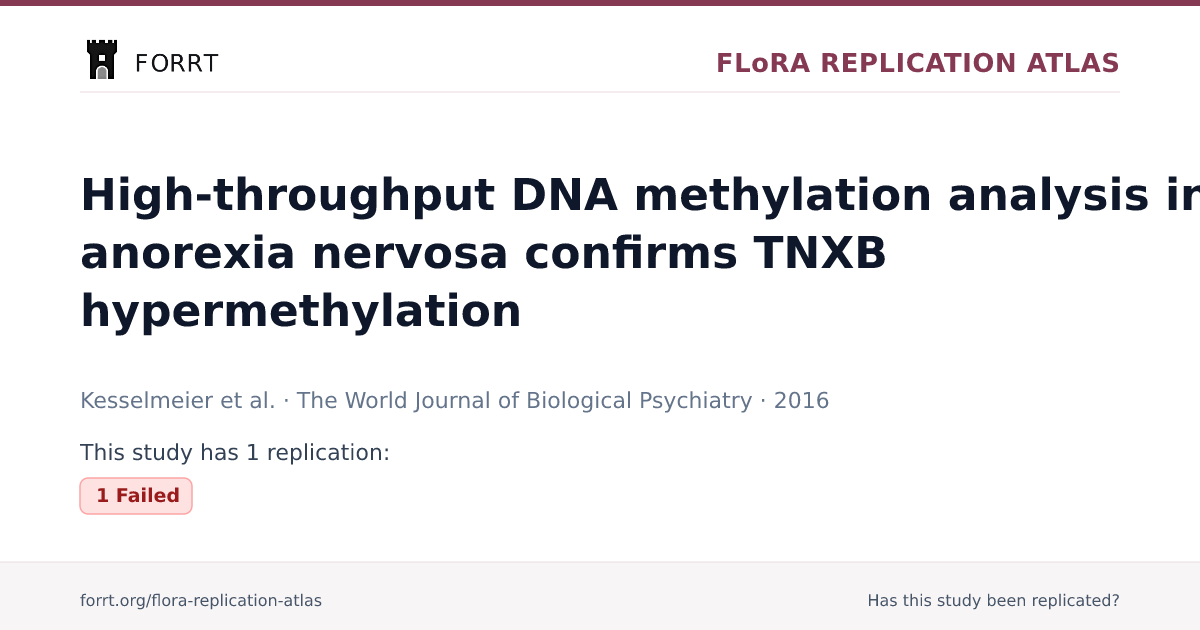 FORRT
FLoRA REPLICATION ATLAS
High-throughput DNA methylation analysis in
anorexia nervosa confirms TNXB
hypermethylation
Kesselmeier et al. · The World Journal of Biological Psychiatry · 2016
This study has 1 replication:
1 Failed
forrt.org/flora-replication-atlas
Has this study been replicated?